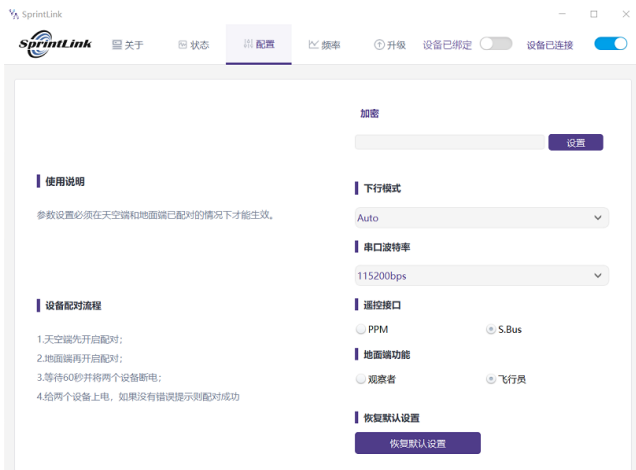 SprintLink
SprintLink
关于
状态
配置
频率
升级
设备已绑定
设备已连接
加密
设置
使用说明
参数设置必须在天空端和地面端已配对的情况下才能生效。
下行模式
Auto
串口波特率
115200bps
设备配对流程
1.天空端先开启配对；
2.地面端再开启配对；
3.等待60秒并将两个设备断电；
4.给两个设备上电，如果没有错误提示则配对成功
遥控接口
PPM
S.Bus
地面端功能
观察者
飞行员
恢复默认设置
恢复默认设置